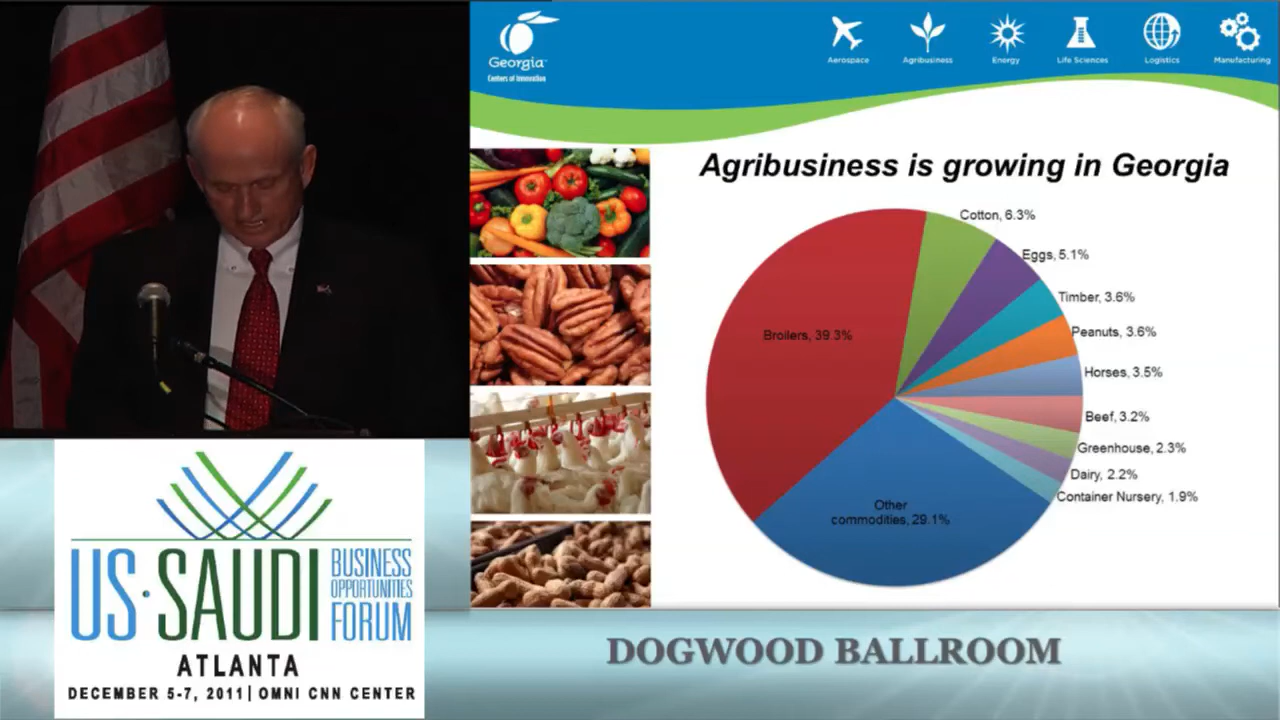 Georgia
Centers of Innovation
Aerospace
Agribusiness
Energy
Life Sciences
Logistics
Manufacturing
Agribusiness is growing in Georgia
Cotton, 6.3%
Eggs, 5.1%
Timber, 3.6%
Peanuts, 3.6%
Horses, 3.5%
Beef, 3.2%
Greenhouse, 2.3%
Dairy, 2.2%
Container Nursery, 1.9%
Broilers, 39.3%
Other
commodities, 29.1%
US·SAUDI
BUSINESS
OPPORTUNITIES
FORUM
ATLANTA
DECEMBER 5-7, 2011| OMNI CNN CENTER
DOGWOOD BALLROOM